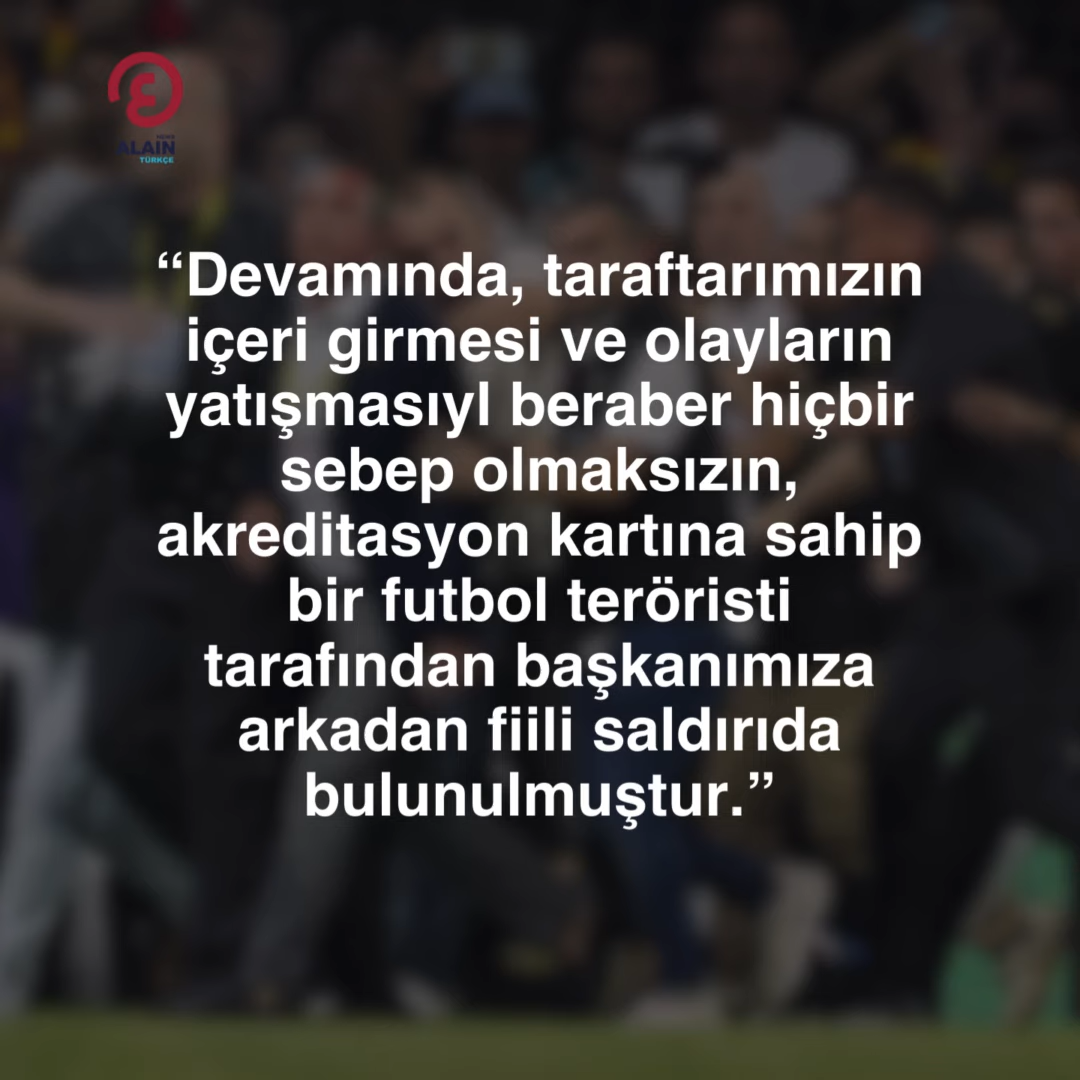 NEWS
ALAIN
TÜRKÇE
“Devamında, taraftarımızın
içeri girmesi ve olayların
yatışmasıyl beraber hiçbir
sebep olmaksızın,
akreditasyon kartına sahip
bir futbol teröristi
tarafından başkanımıza
arkadan fiili saldırıda
bulunulmuştur.”